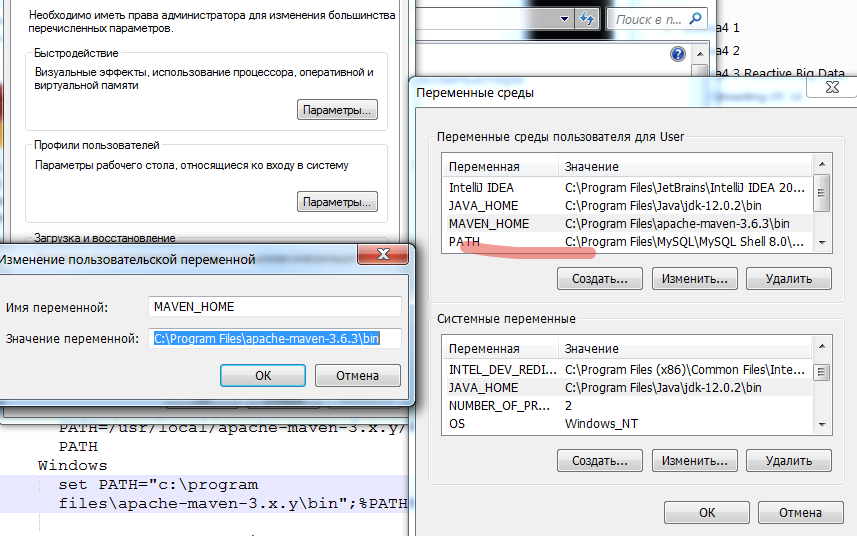 Необходимо иметь права администратора для изменения большинства
перечисленных параметров.
Быстродействие
Визуальные эффекты, использование процессора, оперативной и
виртуальной памяти
Параметры...
Профили пользователей
Параметры рабочего стола, относящиеся ко входу в систему
Параметры...
Загрузка и восстановление
Поиск в п...
a4 1
a4 2
a4 3 Reactive Big Data
Изменение пользовательской переменной
Имя переменной: MAVEN_HOME
Значение переменной: C:\Program Files\apache-maven-3.6.3\bin
OK Отмена
PATH=/usr/local/apache-maven-3.x.y/
PATH
Windows
set PATH="c:\program
files\apache-maven-3.x.y\bin";%PATH
Переменные среды
Переменные среды пользователя для User
Переменная Значение
IntelliJ IDEA C:\Program Files\JetBrains\IntelliJ IDEA 20...
JAVA_HOME C:\Program Files\Java\jdk-12.0.2\bin
MAVEN_HOME C:\Program Files\apache-maven-3.6.3\bin
PATH C:\Program Files\MySQL\MySQL Shell 8.0\...
Создать... Изменить... Удалить
Системные переменные
Переменная Значение
INTEL_DEV_REDI... C:\Program Files (x86)\Common Files\Inte...
JAVA_HOME C:\Program Files\Java\jdk-12.0.2\bin
NUMBER_OF_PR... 2
OS Windows_NT
Создать... Изменить... Удалить
OK Отмена